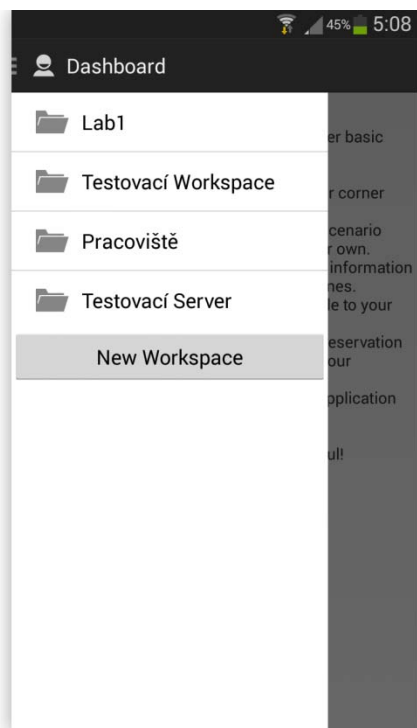 45% 5:08
Dashboard
Lab1
Testovací Workspace
Pracoviště
Testovací Server
New Workspace
er basic
r corner
cenario
r own.
information
nes.
le to your
eservation
our
pplication
ul!